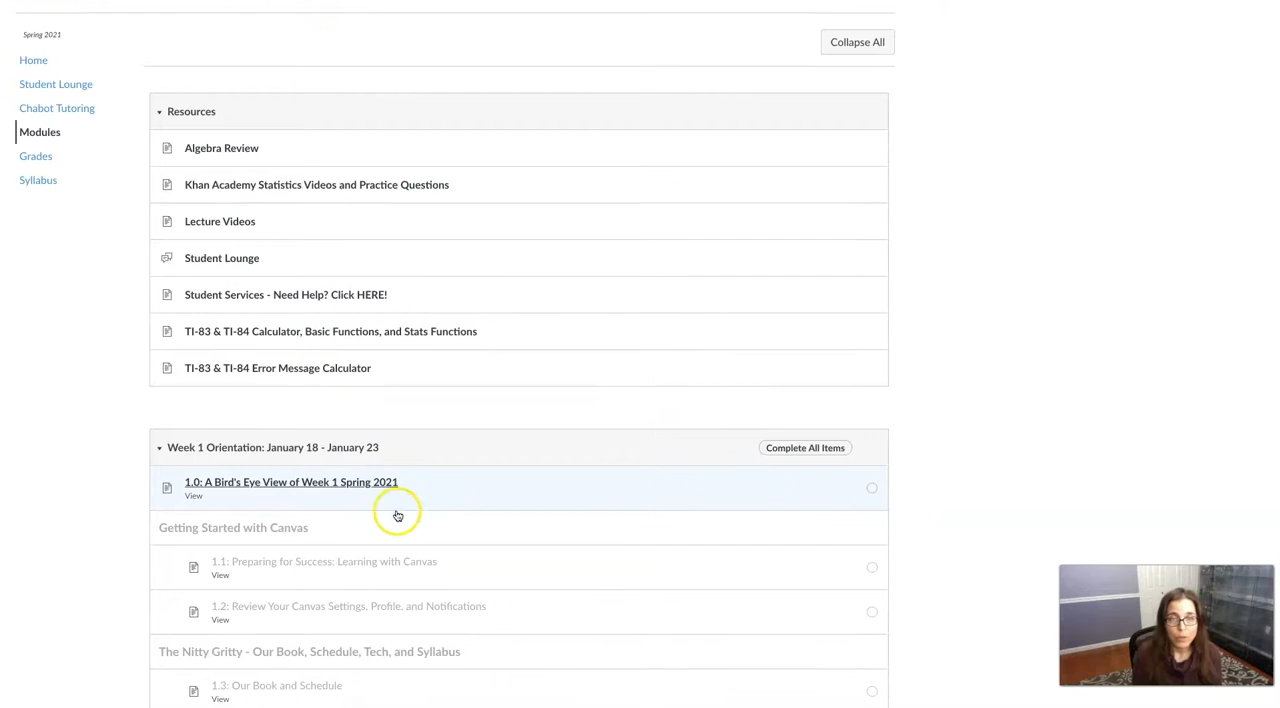 Spring 2021
Collapse All
Home
Student Lounge
Chabot Tutoring
Modules
Grades
Syllabus
Resources
Algebra Review
Khan Academy Statistics Videos and Practice Questions
Lecture Videos
Student Lounge
Student Services - Need Help? Click HERE!
TI-83 & TI-84 Calculator, Basic Functions, and Stats Functions
TI-83 & TI-84 Error Message Calculator
Week 1 Orientation: January 18 - January 23
Complete All Items
1.0: A Bird's Eye View of Week 1 Spring 2021
View
Getting Started with Canvas
1.1: Preparing for Success: Learning with Canvas
View
1.2: Review Your Canvas Settings, Profile, and Notifications
View
The Nitty Gritty - Our Book, Schedule, Tech, and Syllabus
1.3: Our Book and Schedule
View